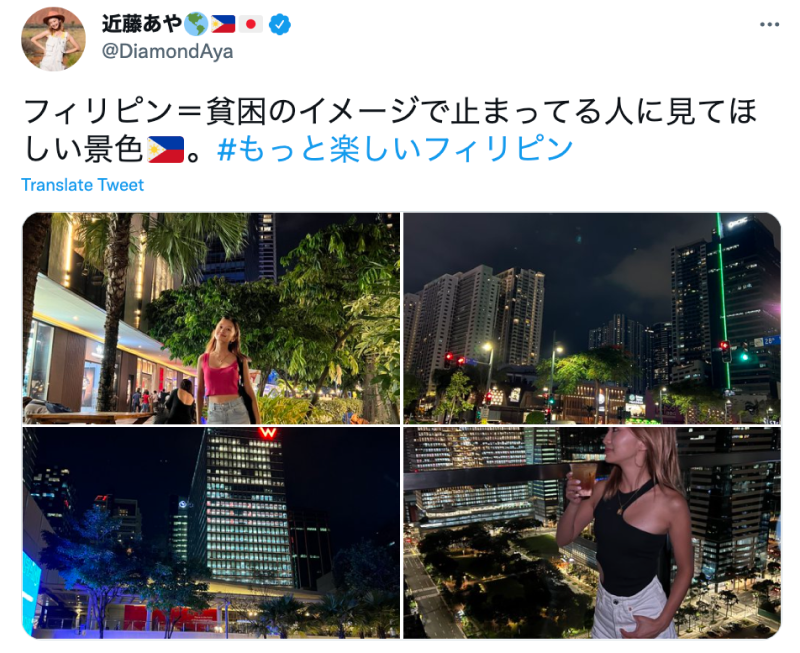 近藤あや🌎🇵🇭🇯🇵
@DiamondAya
フィリピン＝貧困のイメージで止まってる人に見てほ
しい景色🇵🇭。#もっと楽しいフィリピン
Translate Tweet
W